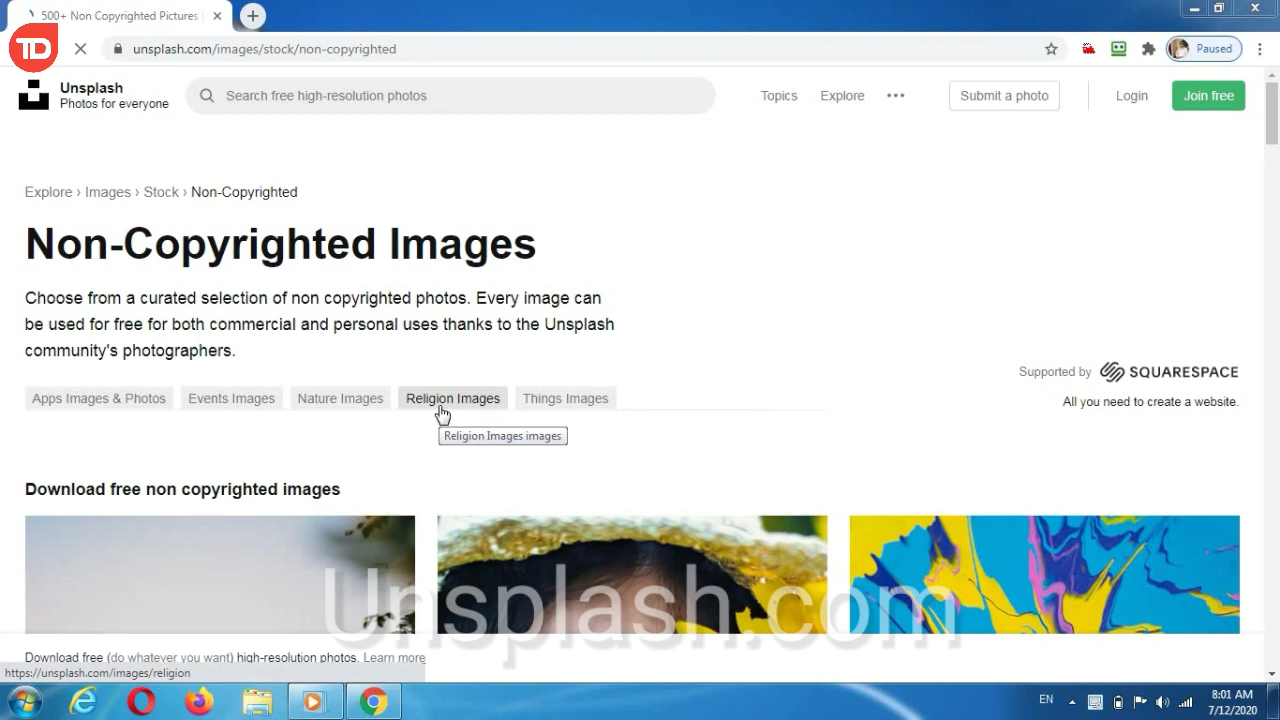 500+ Non Copyrighted Pictures
TD
unsplash.com/images/stock/non-copyrighted
Paused
Unsplash
Photos for everyone
Search free high-resolution photos
Topics
Explore
Submit a photo
Login
Join free
Explore › Images › Stock › Non-Copyrighted
Non-Copyrighted Images
Choose from a curated selection of non copyrighted photos. Every image can
be used for free for both commercial and personal uses thanks to the Unsplash
community's photographers.
Supported by SQUARESPACE
All you need to create a website.
Apps Images & Photos
Events Images
Nature Images
Religion Images
Things Images
Religion Images images
Download free non copyrighted images
Unsplash.com
Download free (do whatever you want) high-resolution photos. Learn more
https://unsplash.com/images/religion
EN
8:01 AM
7/12/2020